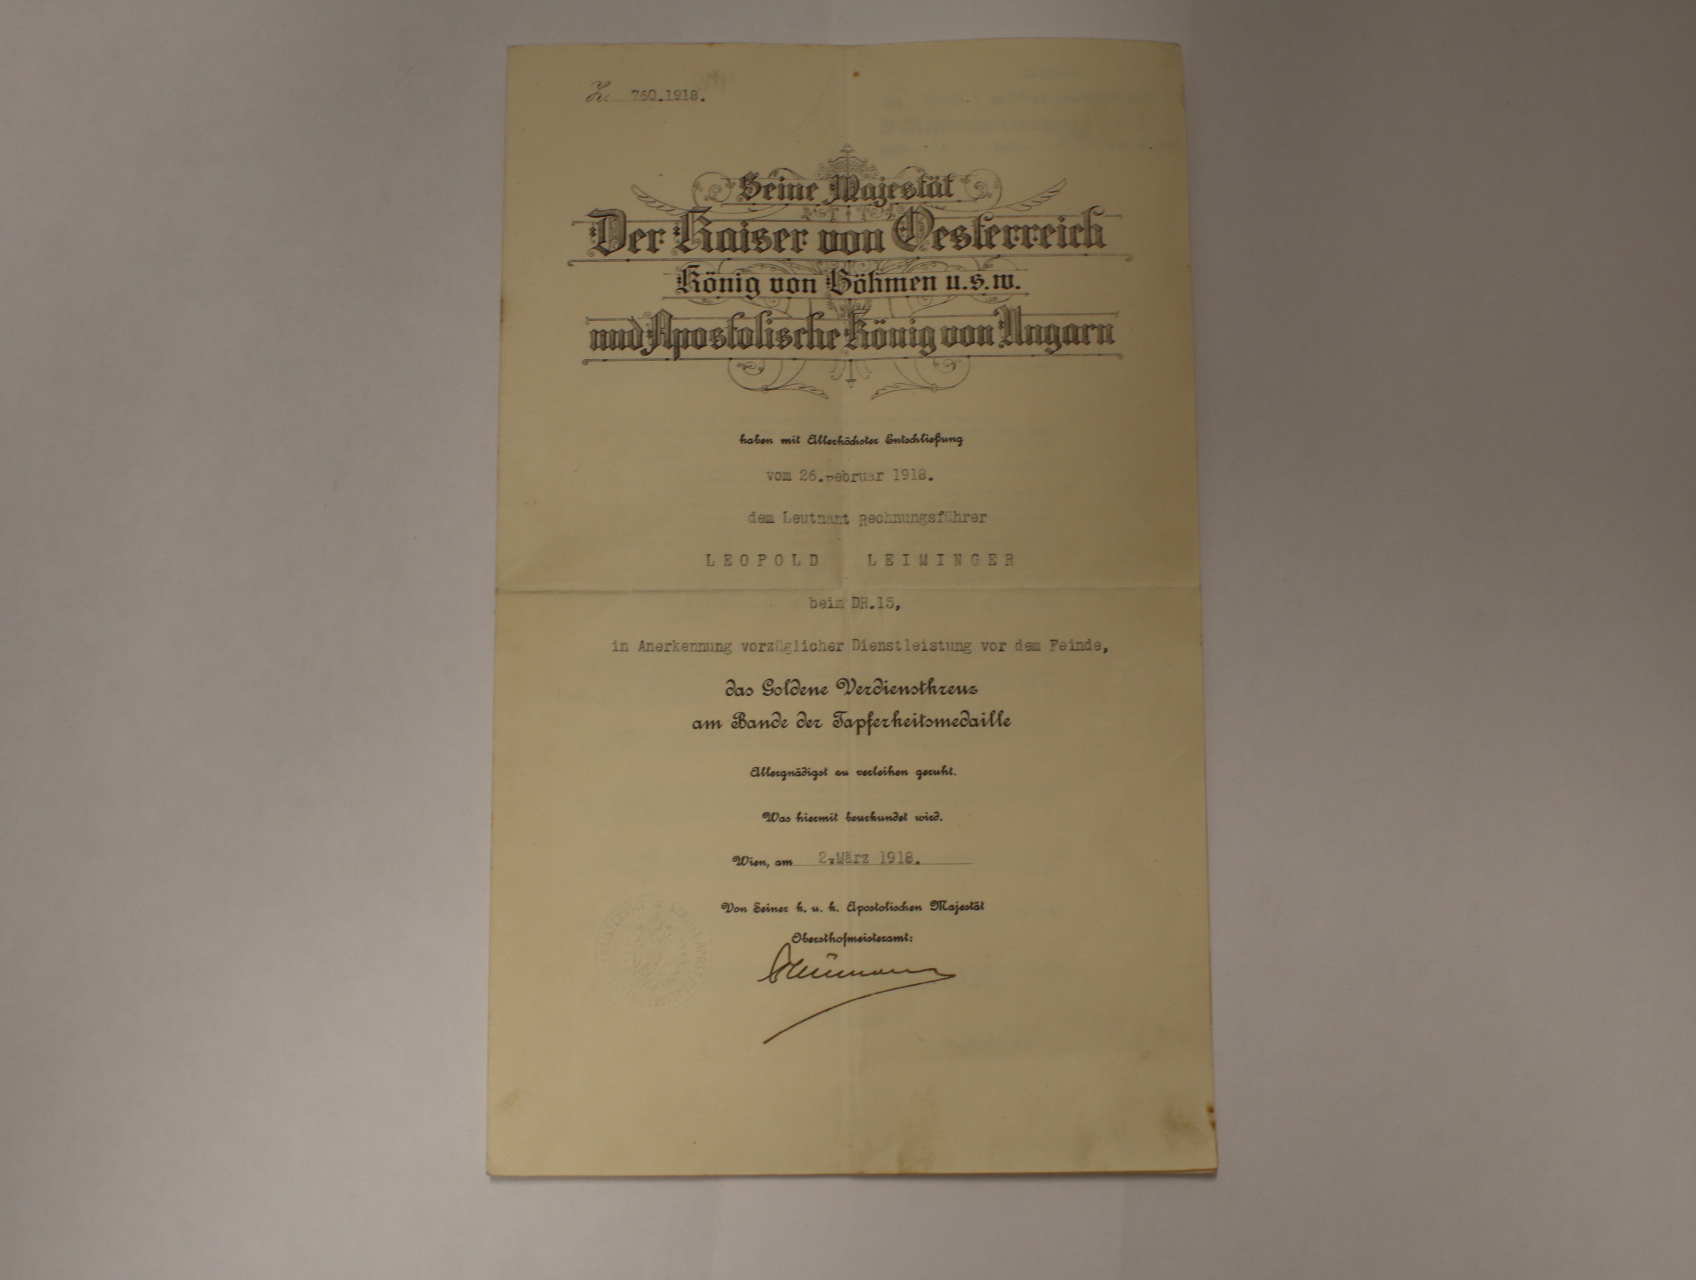 Z. 760.1918.
Seine Majestät
Der Kaiser von Oesterreich
König von Böhmen u.s.w.
und Apostolische König von Ungarn
haben mit Allerhöchster Entschließung
vom 26.Februar 1918.
dem Leutnant Rechnungsführer
LEOPOLD LEIMINGER
beim DR.15,
in Anerkennung vorzüglicher Dienstleistung vor dem Feinde,
das Goldene Verdienstkreuz
am Bande der Tapferkeitsmedaille
Allergnädigst zu verleihen geruht.
Was hiermit beurkundet wird.
Wien, am 2.März 1918.
Von Seiner k. u. k. Apostolischen Majestät
Obersthofmeisteramt: